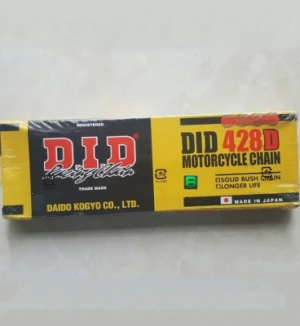 REGISTERED
D.I.D
Racing Chain
TRADE MARK
DAIDO KOGYO CO., LTD.
DID 428D
MOTORCYCLE CHAIN
SOLID BUSH CHAIN
LONGER LIFE
MADE IN JAPAN